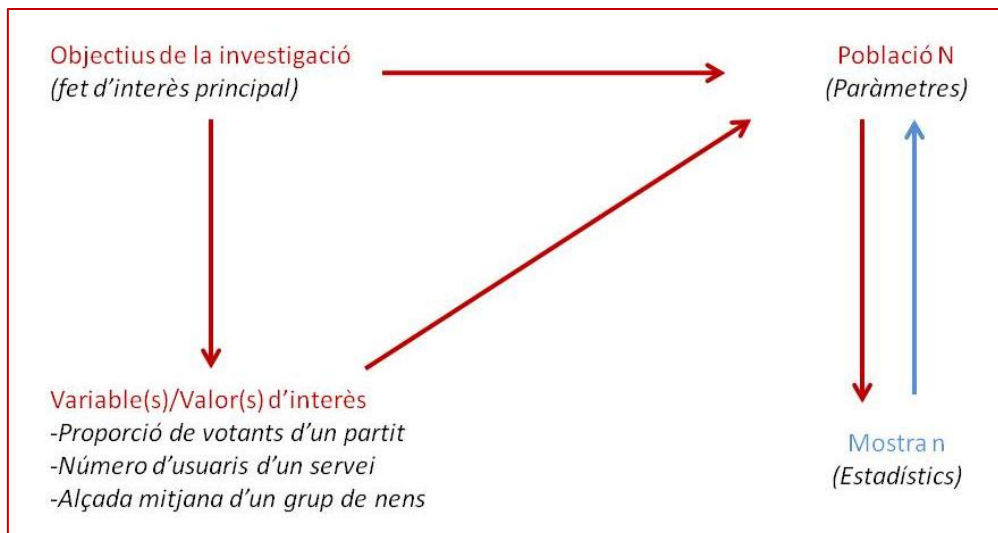 Objectius de la investigació
(fet d'interès principal)
Població N
(Paràmetres)
Variable(s)/Valor(s) d'interès
-Proporció de votants d'un partit
-Número d'usuaris d'un servei
-Alçada mitjana d'un grup de nens
Mostra n
(Estadístics)